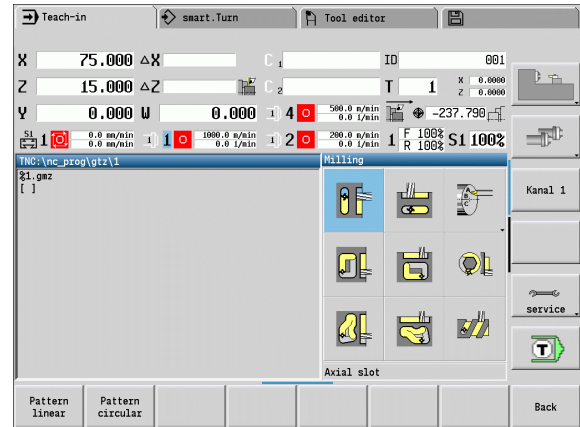 Teach-in smart.Turn Tool editor
X 75.000 △X C 1 ID 001
Z 15.000 △Z C 2 T 1 X 0.0000 Z 0.0000
Y 0.000 W 0.000 1) 4 500.0 m/min 0.0 1/min -237.790
S1 1 0.0 mm/min 0.0 m/min 1) 1 1000.0 m/min 0.0 1/min 1) 2 200.0 m/min 0.0 1/min 1 F 100% R 100% S1 100%
TNC:\nc_prog\gtz\1 Milling
%1.gmz
[ ]
A
B
C
Kanal 1
service
T
Axial slot
Pattern linear
Pattern circular
Back